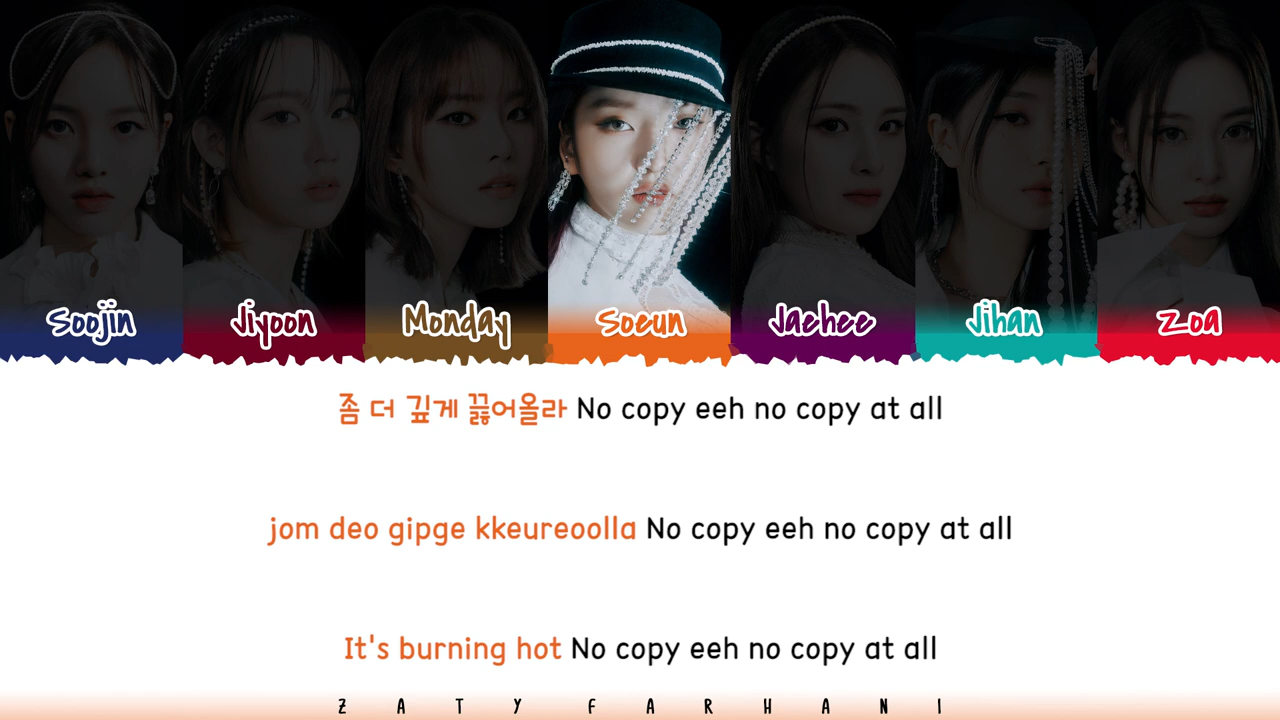 Soojin Jiyoon Monday Soeun Jaehee Jihan Zoa
좀 더 깊게 끓어올라 No copy eeh no copy at all
jom deo gipge kkeureoolla No copy eeh no copy at all
It's burning hot No copy eeh no copy at all
ZATY FARHANI